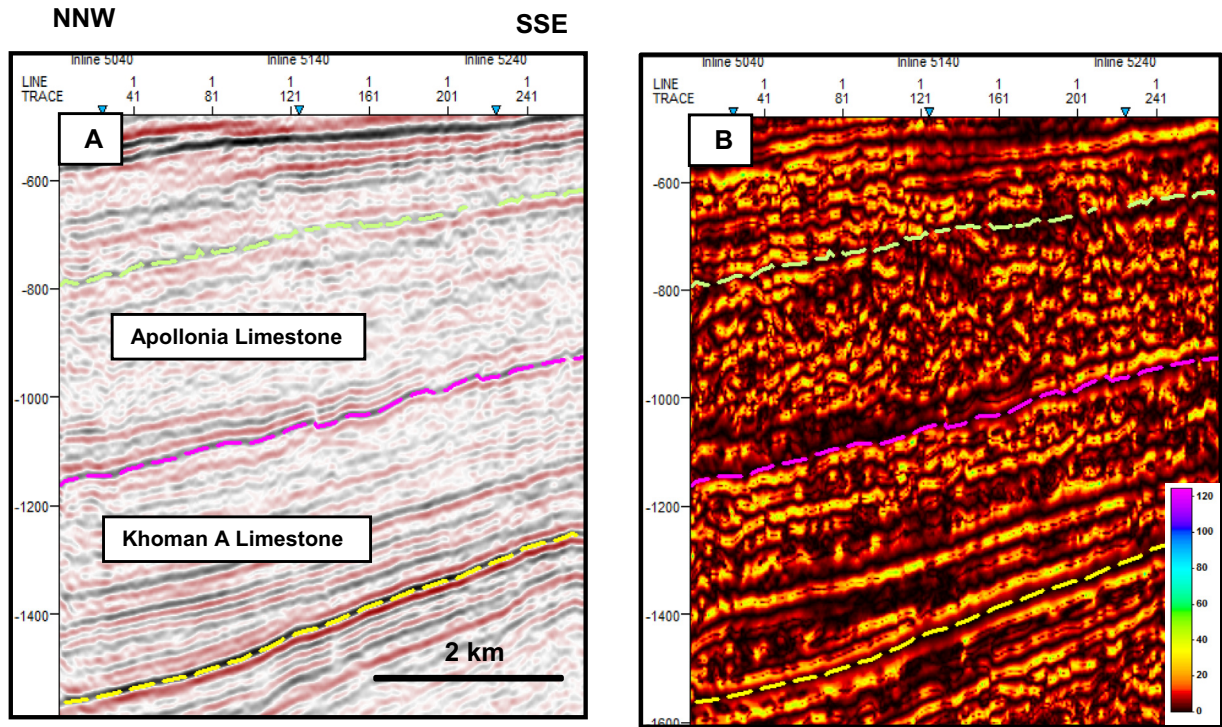 NNW
SSE
Inline 5040 Inline 5140 Inline 5240
LINE 1 1 1 1 1 1
TRACE 41 81 121 161 201 241
A
-600
-800
Apollonia Limestone
-1000
-1200
Khoman A Limestone
-1400
2 km
Inline 5040 Inline 5140 Inline 5240
LINE 1 1 1 1 1 1
TRACE 41 81 121 161 201 241
B
-600
-800
-1000
-1200
-1400
-1600
120
100
80
60
40
20
0